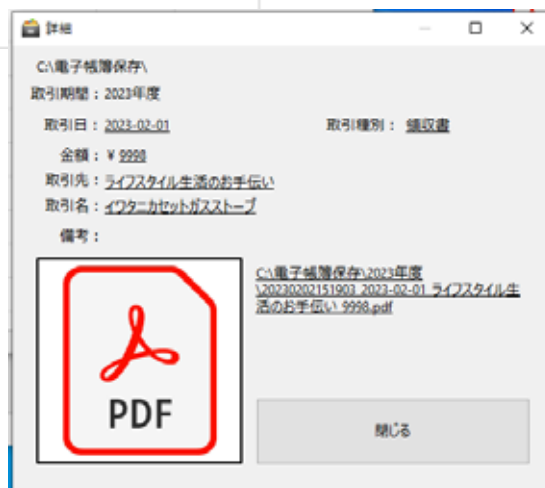 詳細
C:\電子帳簿保存\
取引期間：2023年度
取引日：2023-02-01 取引種別：領収書
金額：￥9998
取引先：ライフスタイル生活のお手伝い
取引名：イワタニカセットガスストーブ
備考：
C:\電子帳簿保存\2023年度
\20230202151903_2023-02-01_ライフスタイル生
活のお手伝い_9998.pdf
PDF
閉じる